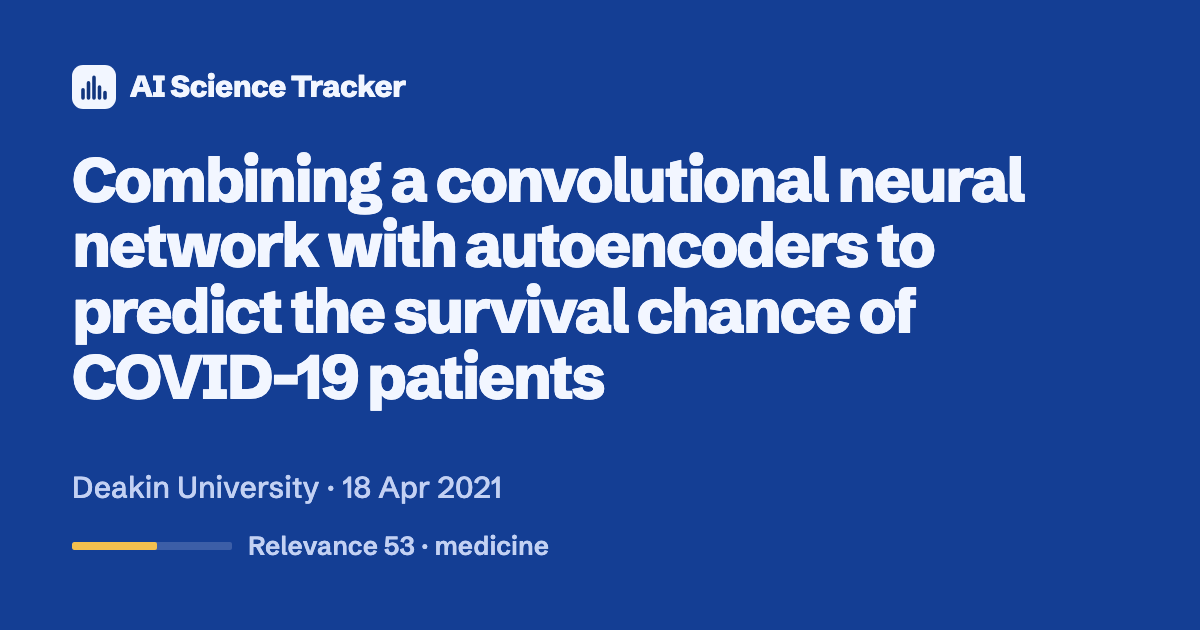 AI Science Tracker
Combining a convolutional neural
network with autoencoders to
predict the survival chance of
COVID-19 patients
Deakin University · 18 Apr 2021
Relevance 53 · medicine